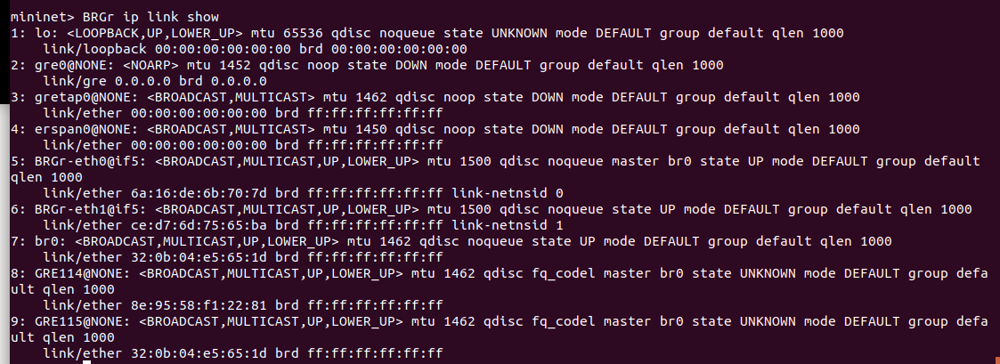 mininet> BRGr ip link show
1: lo: <LOOPBACK,UP,LOWER_UP> mtu 65536 qdisc noqueue state UNKNOWN mode DEFAULT group default qlen 1000
    link/loopback 00:00:00:00:00:00 brd 00:00:00:00:00:00
2: gre0@NONE: <NOARP> mtu 1452 qdisc noop state DOWN mode DEFAULT group default qlen 1000
    link/gre 0.0.0.0 brd 0.0.0.0
3: gretap0@NONE: <BROADCAST,MULTICAST> mtu 1462 qdisc noop state DOWN mode DEFAULT group default qlen 1000
    link/ether 00:00:00:00:00:00 brd ff:ff:ff:ff:ff:ff
4: erspan0@NONE: <BROADCAST,MULTICAST> mtu 1450 qdisc noop state DOWN mode DEFAULT group default qlen 1000
    link/ether 00:00:00:00:00:00 brd ff:ff:ff:ff:ff:ff
5: BRGr-eth0@if5: <BROADCAST,MULTICAST,UP,LOWER_UP> mtu 1500 qdisc noqueue master br0 state UP mode DEFAULT group default
qlen 1000
    link/ether 6a:16:de:6b:70:7d brd ff:ff:ff:ff:ff:ff link-netnsid 0
6: BRGr-eth1@if5: <BROADCAST,MULTICAST,UP,LOWER_UP> mtu 1500 qdisc noqueue state UP mode DEFAULT group default qlen 1000
    link/ether ce:d7:6d:75:65:ba brd ff:ff:ff:ff:ff:ff link-netnsid 1
7: br0: <BROADCAST,MULTICAST,UP,LOWER_UP> mtu 1462 qdisc noqueue state UP mode DEFAULT group default qlen 1000
    link/ether 32:0b:04:e5:65:1d brd ff:ff:ff:ff:ff:ff
8: GRE114@NONE: <BROADCAST,MULTICAST,UP,LOWER_UP> mtu 1462 qdisc fq_codel master br0 state UNKNOWN mode DEFAULT group defa
ult qlen 1000
    link/ether 8e:95:58:f1:22:81 brd ff:ff:ff:ff:ff:ff
9: GRE115@NONE: <BROADCAST,MULTICAST,UP,LOWER_UP> mtu 1462 qdisc fq_codel master br0 state UNKNOWN mode DEFAULT group defa
ult qlen 1000
    link/ether 32:0b:04:e5:65:1d brd ff:ff:ff:ff:ff:ff